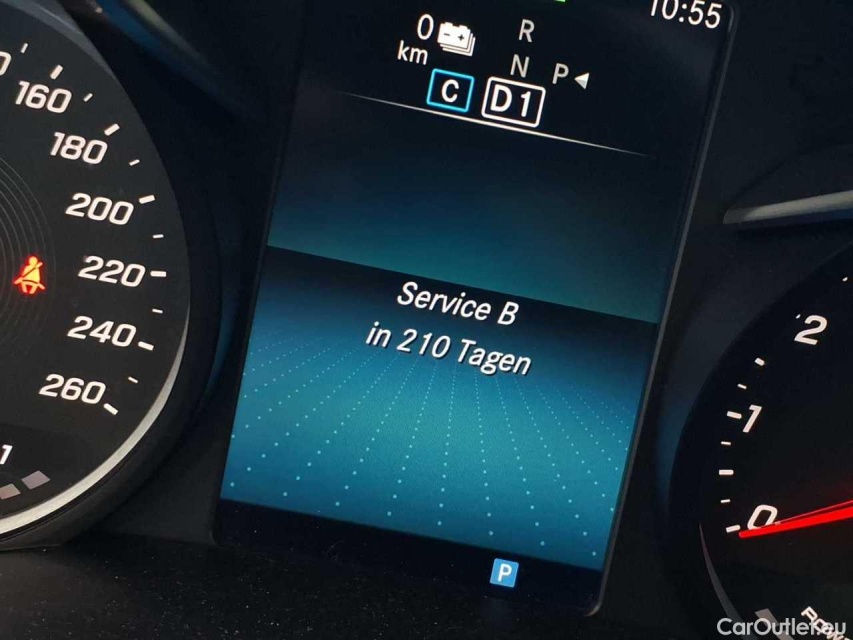 10:55
0
km
R
N
P
C
D1
160
180
200
220
240
260
1
Service B
in 210 Tagen
2
1
0
P
CarOutlet.eu